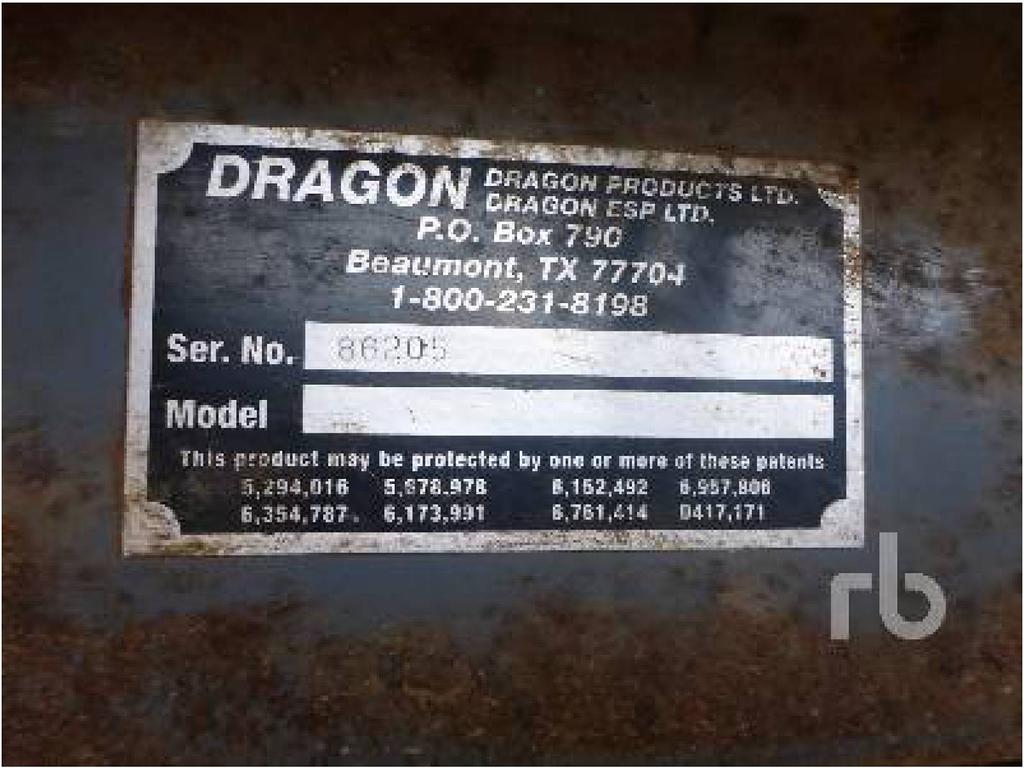 DRAGON DRAGON PRODUCTS LTD.
DRAGON ESP LTD.
P.O. Box 790
Beaumont, TX 77704
1-800-231-8198
Ser. No. 86205
Model
This product may be protected by one or more of these patents
5,294,016 5,678,978 6,152,492 6,957,808
6,354,787 6,173,991 6,761,414 D417,171
rb